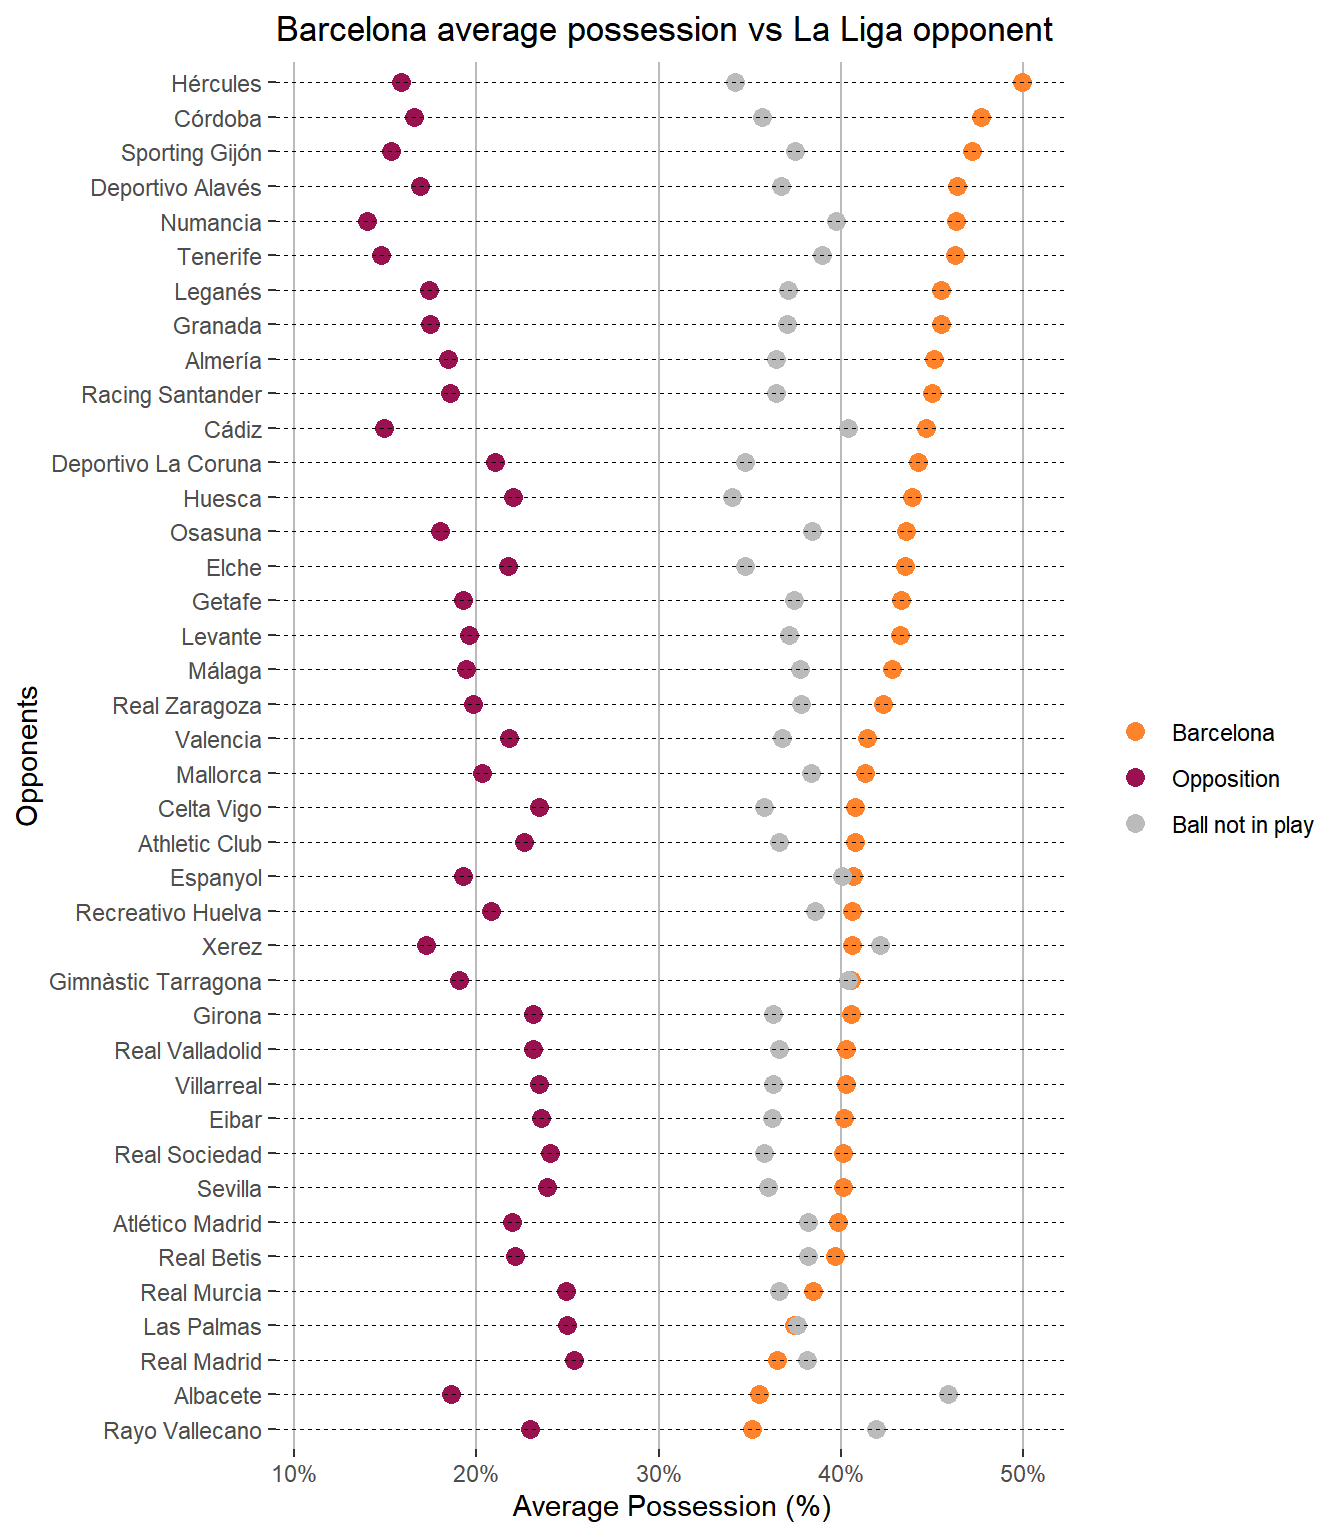 Barcelona average possession vs La Liga opponent
Hércules
Córdoba
Sporting Gijón
Deportivo Alavés
Numancia
Tenerife
Leganés
Granada
Almería
Racing Santander
Cádiz
Deportivo La Coruna
Huesca
Osasuna
Elche
Getafe
Levante
Málaga
Real Zaragoza
Valencia
Mallorca
Celta Vigo
Athletic Club
Espanyol
Recreativo Huelva
Xerez
Gimnàstic Tarragona
Girona
Real Valladolid
Villarreal
Eibar
Real Sociedad
Sevilla
Atlético Madrid
Real Betis
Real Murcia
Las Palmas
Real Madrid
Albacete
Rayo Vallecano
Opponents
10% 20% 30% 40% 50%
Average Possession (%)
Barcelona
Opposition
Ball not in play